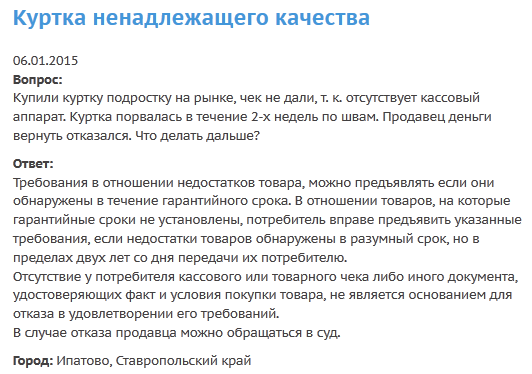 Куртка ненадлежащего качества
06.01.2015
Вопрос:
Купили куртку подростку на рынке, чек не дали, т. к. отсутствует кассовый
аппарат. Куртка порвалась в течение 2-х недель по швам. Продавец деньги
вернуть отказался. Что делать дальше?
Ответ:
Требования в отношении недостатков товара, можно предъявлять если они
обнаружены в течение гарантийного срока. В отношении товаров, на которые
гарантийные сроки не установлены, потребитель вправе предъявить указанные
требования, если недостатки товаров обнаружены в разумный срок, но в
пределах двух лет со дня передачи их потребителю.
Отсутствие у потребителя кассового или товарного чека либо иного документа,
удостоверяющих факт и условия покупки товара, не является основанием для
отказа в удовлетворении его требований.
В случае отказа продавца можно обращаться в суд.
Город: Ипатово, Ставропольский край